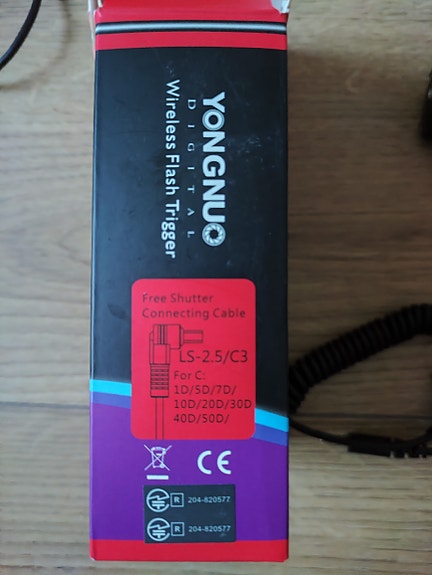 YONGNUO
DIGITAL
Wireless Flash Trigger
Free Shutter
Connecting Cable
LS-2.5/C3
For C:
1D/5D/7D/
10D/20D/30D
40D/50D/
CE
R 204-820577
R 204-820577